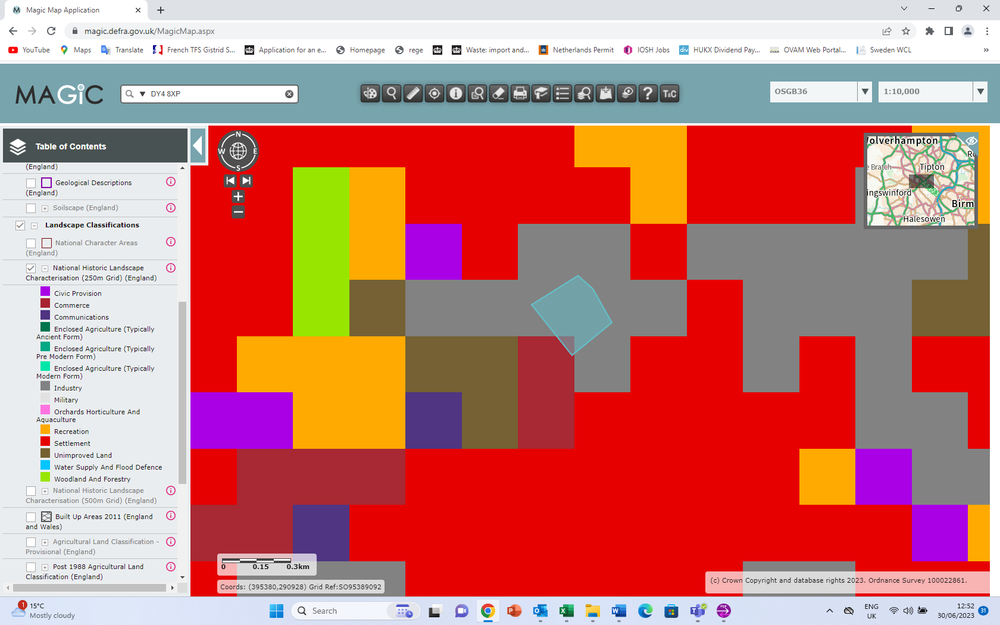 Magic Map Application
magic.defra.gov.uk/MagicMap.aspx
YouTube
Maps
Translate
French TFS Gistrid S...
Application for an e...
Homepage
rege
Waste: import and...
Netherlands Permit
IOSH Jobs
HUKX Dividend Pay...
OVAM Web Portal...
Sweden WCL
»
MAGiC
DY4 8XP
T&C
OSGB36
1:10,000
Table of Contents
(England)
Geological Descriptions
(England)
Soilscape (England)
Landscape Classifications
National Character Areas
(England)
National Historic Landscape
Characterisation (250m Grid) (England)
Civic Provision
Commerce
Communications
Enclosed Agriculture (Typically
Ancient Form)
Enclosed Agriculture (Typically
Pre Modern Form)
Enclosed Agriculture (Typically
Modern Form)
Industry
Military
Orchards Horticulture And
Aquaculture
Recreation
Settlement
Unimproved Land
Water Supply And Flood Defence
Woodland And Forestry
National Historic Landscape
Characterisation (500m Grid) (England)
Built Up Areas 2011 (England
and Wales)
Agricultural Land Classification -
Provisional (England)
Post 1988 Agricultural Land
Classification (England)
N
W E
S
olverhampton
e Bratch
Tipton
ingswinford
Birm
Halesowen
0 0.15 0.3km
Coords: (395380,290928) Grid Ref:SO95389092
(c) Crown Copyright and database rights 2023. Ordnance Survey 100022861.
1
15°C
Mostly cloudy
Search
ENG
UK
12:52
30/06/2023
31